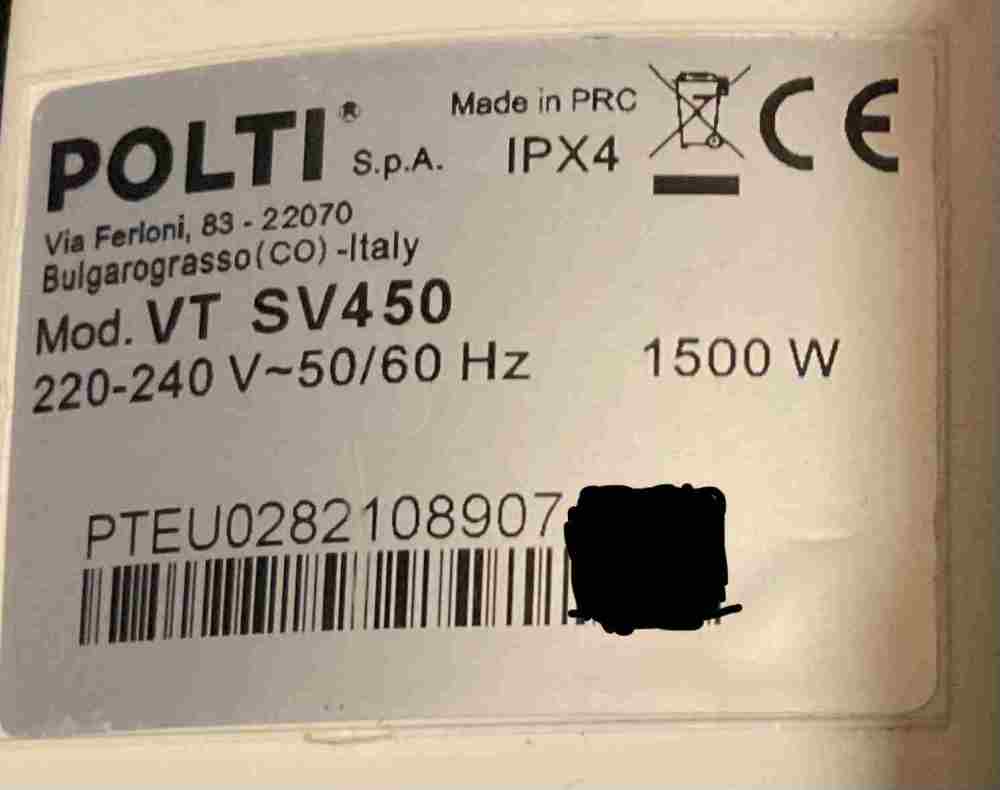 POLTI® S.p.A.
Made in PRC
IPX4
CE
Via Ferloni, 83 - 22070
Bulgarograsso(CO) -Italy
Mod. VT SV450
220-240 V~50/60 Hz 1500 W
PTEU0282108907